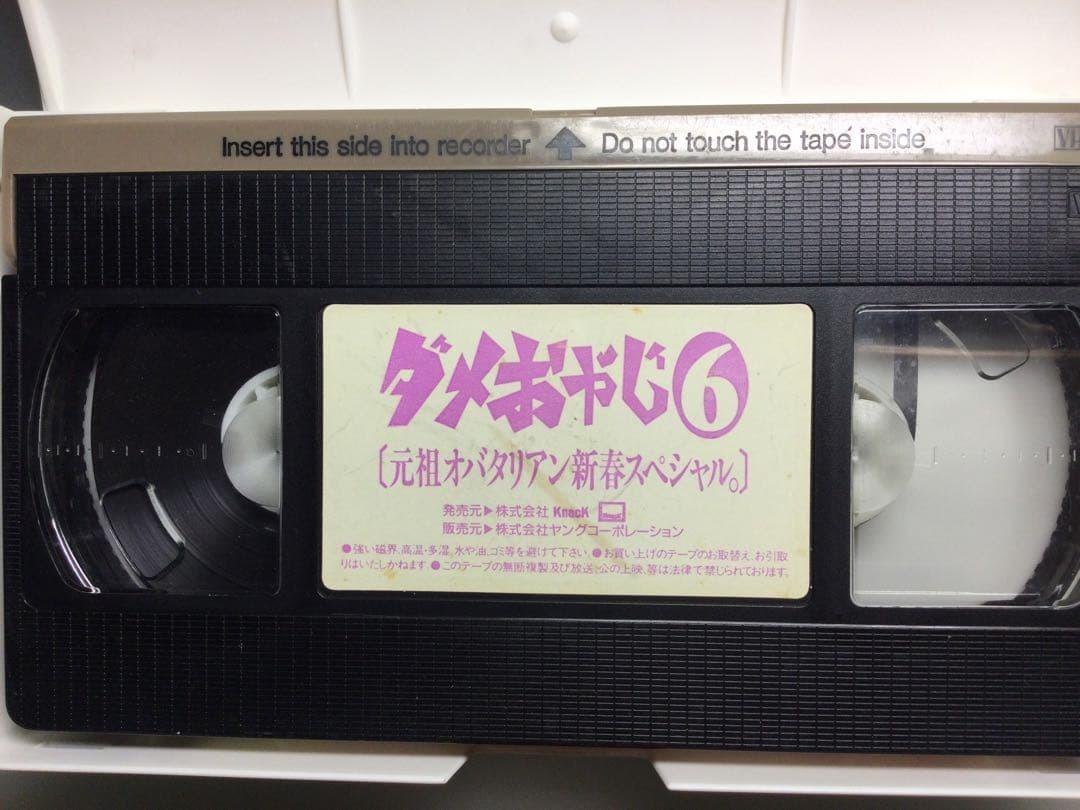 Insert this side into recorder Do not touch the tape inside
ダメおやじ⑥
〔元祖オバタリアン新春スペシャル。〕
発売元▶株式会社 KnacK
販売元▶株式会社ヤングコーポレーション
●強い磁界、高温・多湿、水や油、ゴミ等を避けて下さい。●お買い上げのテープのお取替え、お引取
りはいたしかねます。●このテープの無断複製及び放送、公の上映、等は法律で禁じられております。